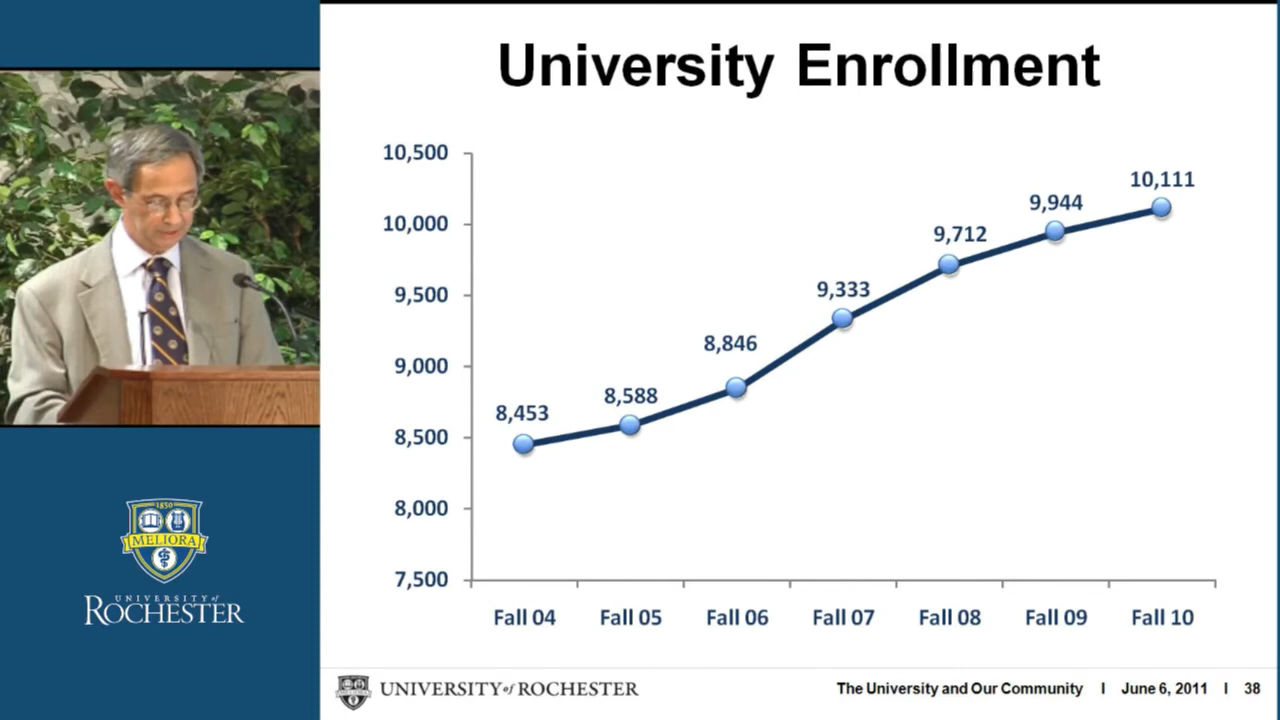 University Enrollment
10,500
10,000
9,500
9,000
8,500
8,000
7,500
8,453
8,588
8,846
9,333
9,712
9,944
10,111
Fall 04 Fall 05 Fall 06 Fall 07 Fall 08 Fall 09 Fall 10
1850
MELIORA
UNIVERSITY of
ROCHESTER
UNIVERSITY of ROCHESTER
The University and Our Community I June 6, 2011 I 38